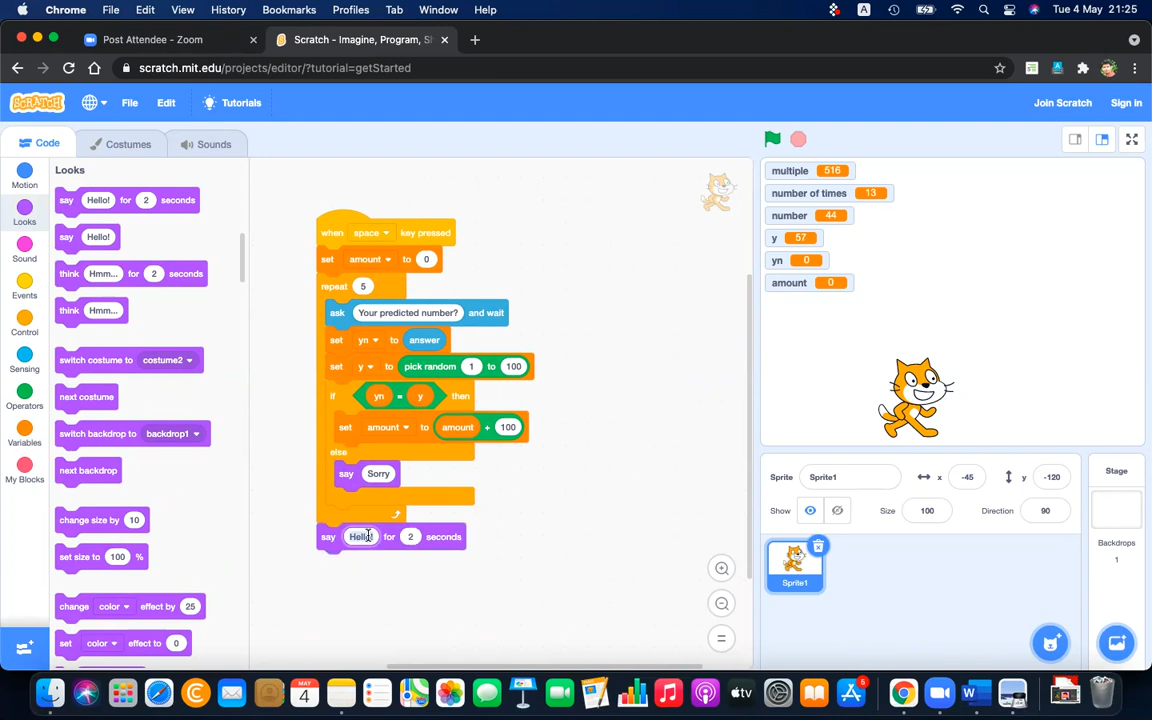 Chrome File Edit View History Bookmarks Profiles Tab Window Help A Tue 4 May 21:25
Post Attendee - Zoom Scratch - Imagine, Program, S
scratch.mit.edu/projects/editor/?tutorial=getStarted
SCRATCH File Edit Tutorials Join Scratch Sign in
Code Costumes Sounds
Motion
Looks
Sound
Events
Control
Sensing
Operators
Variables
My Blocks
Looks
say Hello! for 2 seconds
say Hello!
think Hmm... for 2 seconds
think Hmm...
switch costume to costume2
next costume
switch backdrop to backdrop1
next backdrop
change size by 10
set size to 100 %
change color effect by 25
set color effect to 0
when space key pressed
set amount to 0
repeat 5
ask Your predicted number? and wait
set yn to answer
set y to pick random 1 to 100
if yn = y then
set amount to amount + 100
else
say Sorry
say Hello! for 2 seconds
multiple 516
number of times 13
number 44
y 57
yn 0
amount 0
Sprite Sprite1 x -45 y -120
Show Size 100 Direction 90
Sprite1
Stage
Backdrops
1
MAY
4
tv
W
5